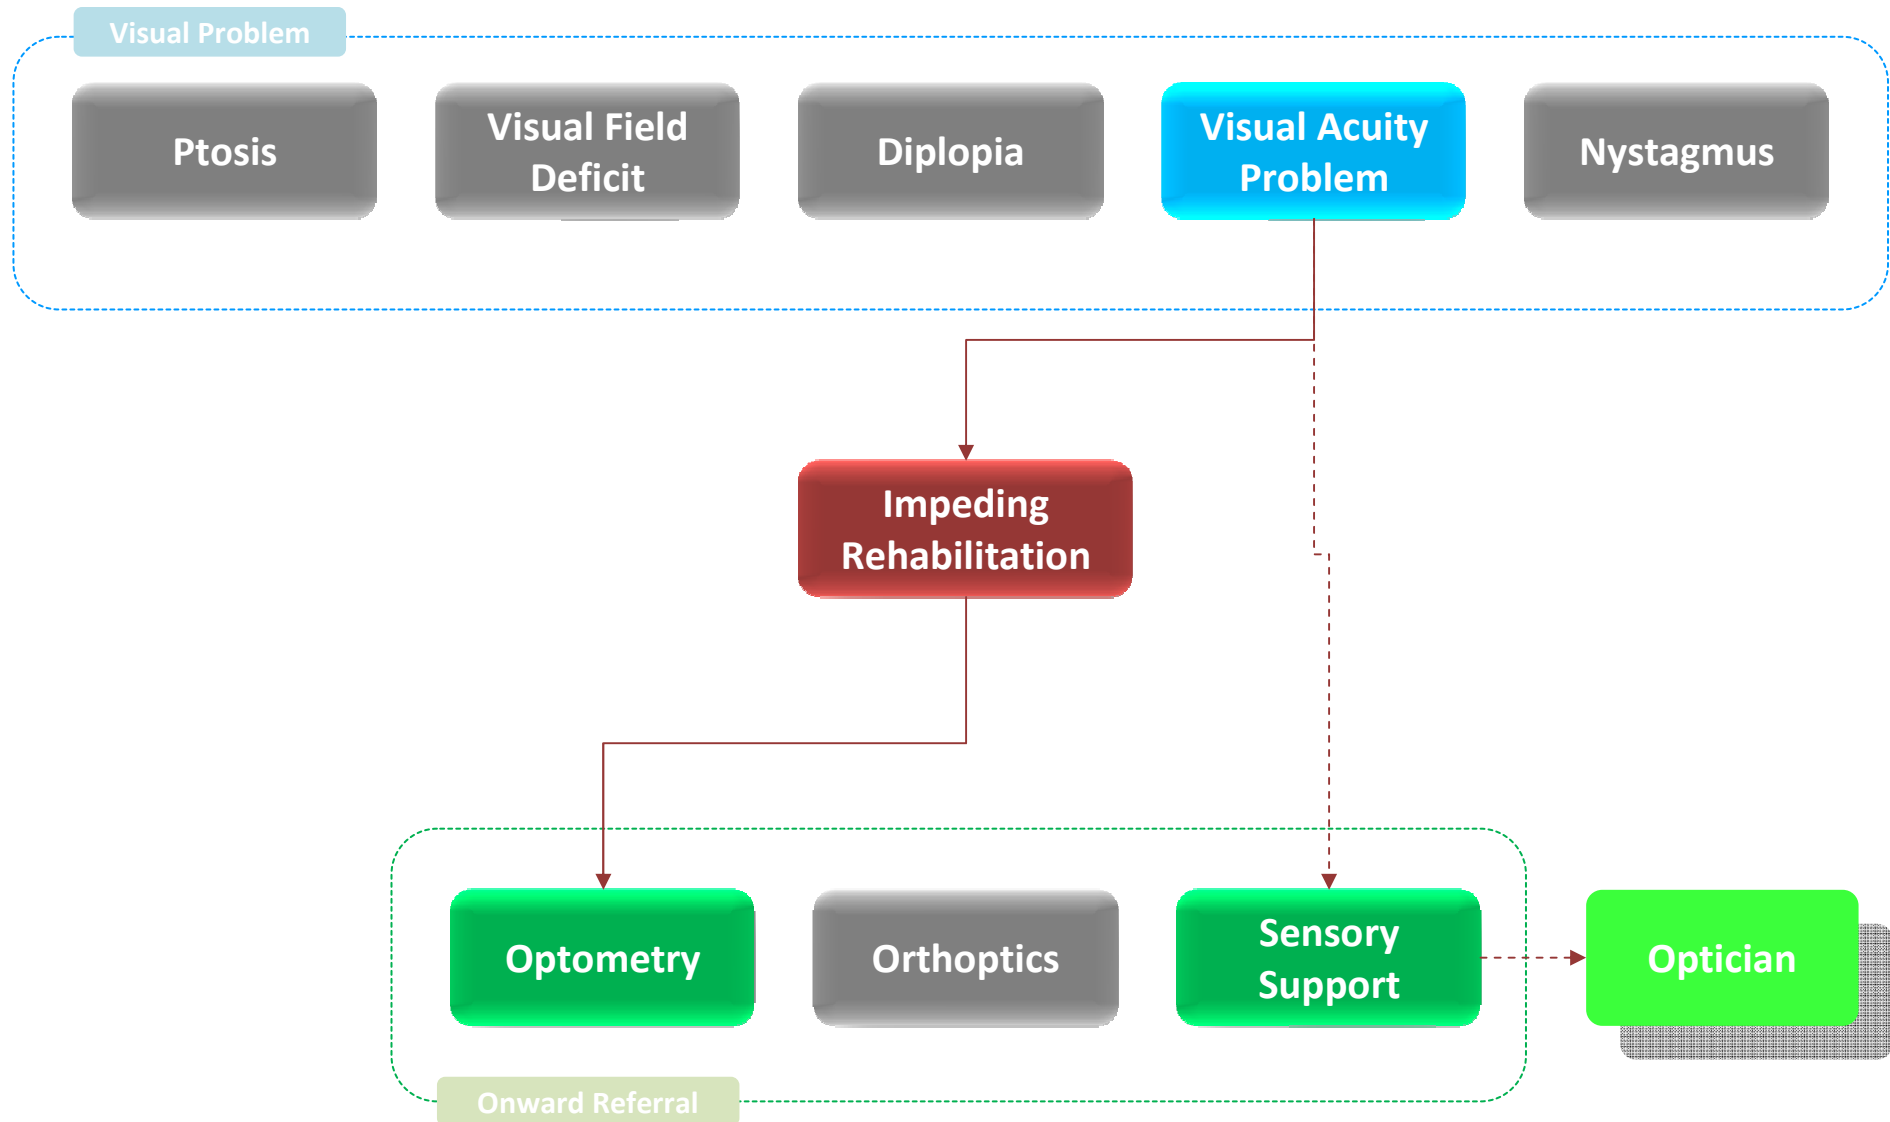 Visual Problem
Ptosis
Visual Field
Deficit
Diplopia
Visual Acuity
Problem
Nystagmus
Impeding
Rehabilitation
Optometry
Orthoptics
Sensory
Support
Optician
Onward Referral